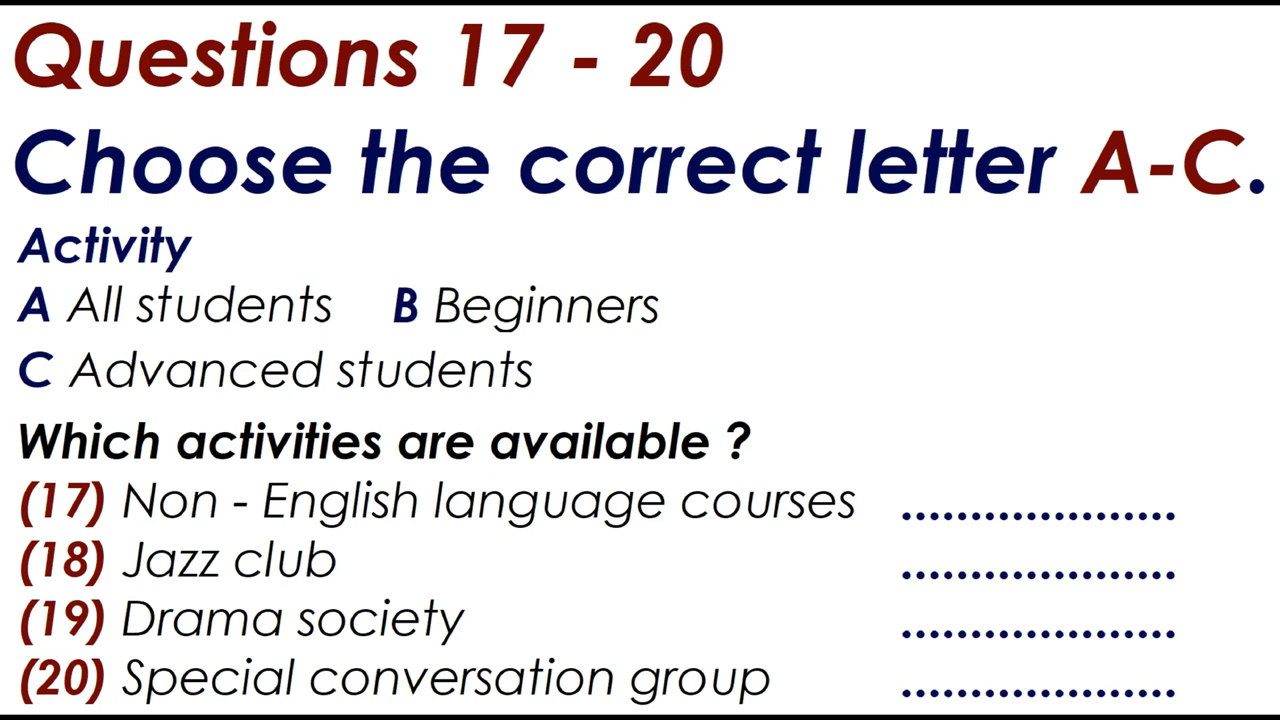 Questions 17 - 20
Choose the correct letter A-C.
Activity
A All students B Beginners
C Advanced students
Which activities are available ?
(17) Non - English language courses ....................
(18) Jazz club ....................
(19) Drama society ....................
(20) Special conversation group ....................